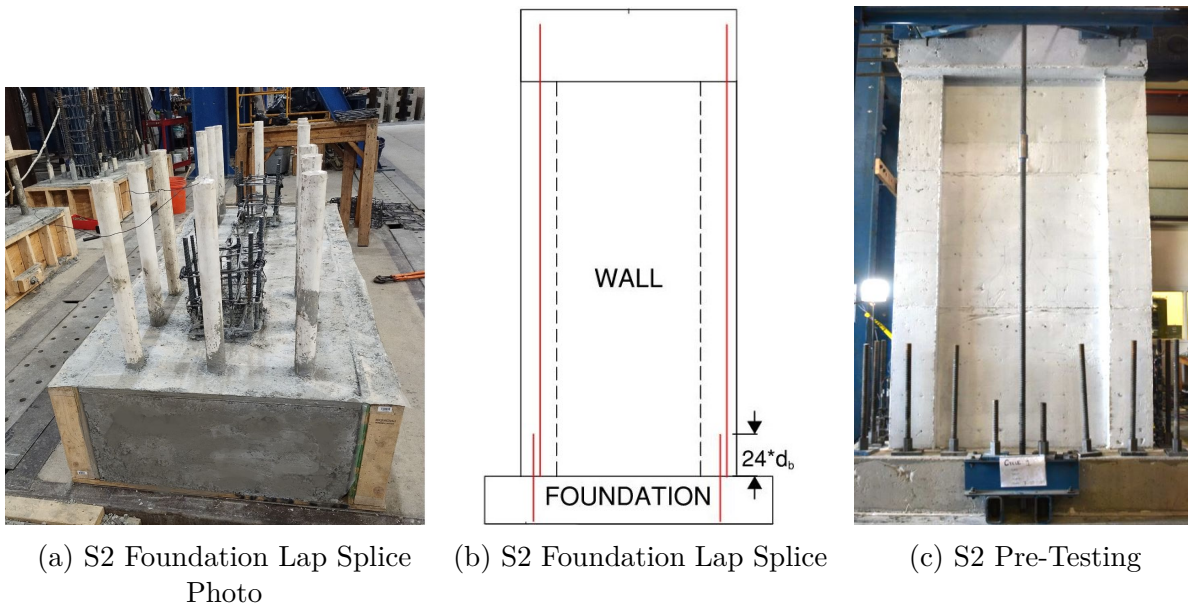 WALL
24*d_b
FOUNDATION
(a) S2 Foundation Lap Splice
Photo
(b) S2 Foundation Lap Splice
(c) S2 Pre-Testing